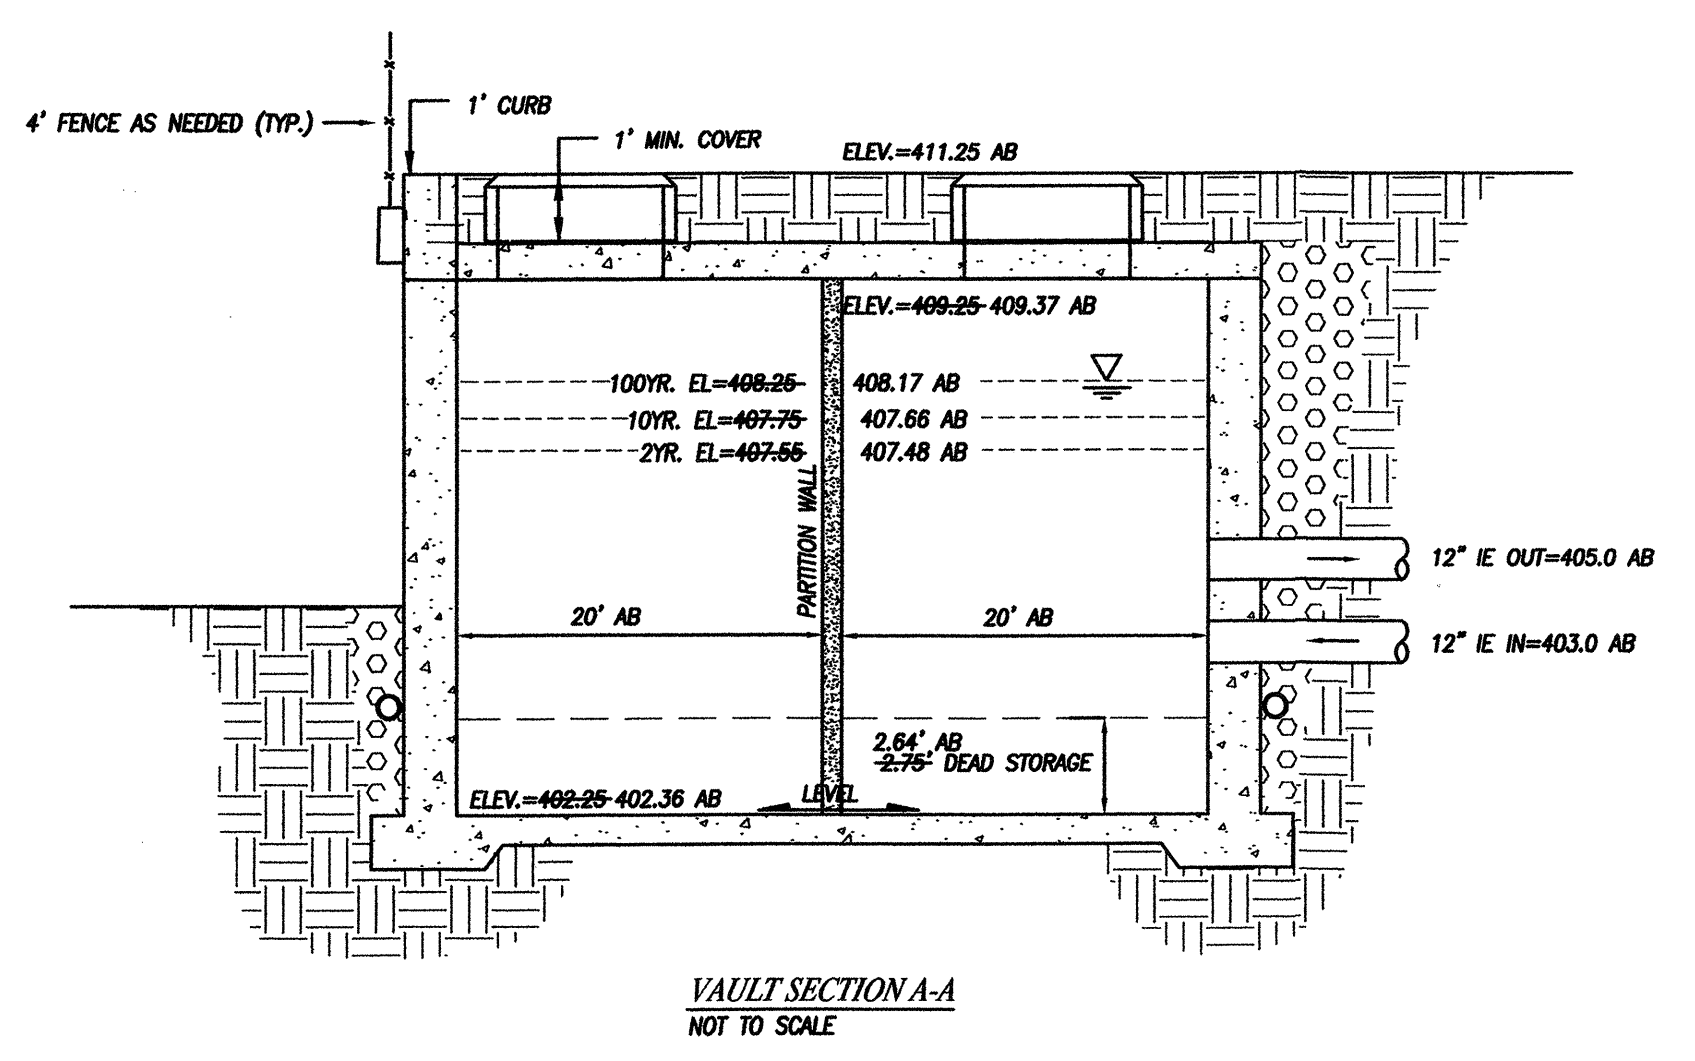 1' CURB
4' FENCE AS NEEDED (TYP.)
1' MIN. COVER
ELEV.=411.25 AB
ELEV.=409.25 409.37 AB
100YR. EL=408.25 408.17 AB
10YR. EL=407.75 407.66 AB
2YR. EL=407.55 407.48 AB
PARTITION WALL
12" IE OUT=405.0 AB
20' AB 20' AB
12" IE IN=403.0 AB
2.64' AB
2.75' DEAD STORAGE
ELEV.=402.25 402.36 AB
LEVEL
VAULT SECTION A-A
NOT TO SCALE